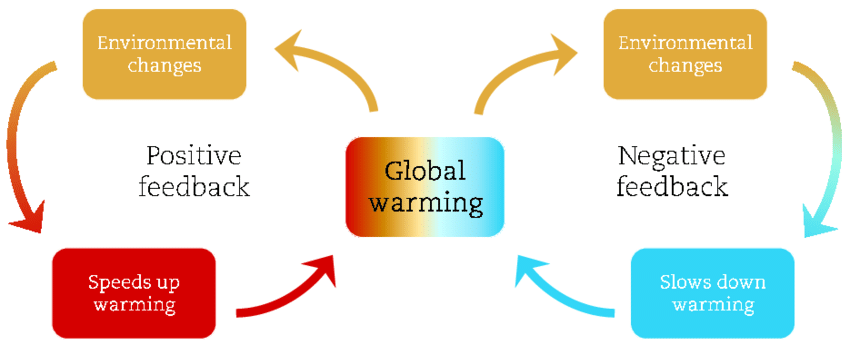 Environmental
changes
Environmental
changes
Positive
feedback
Global
warming
Negative
feedback
Speeds up
warming
Slows down
warming